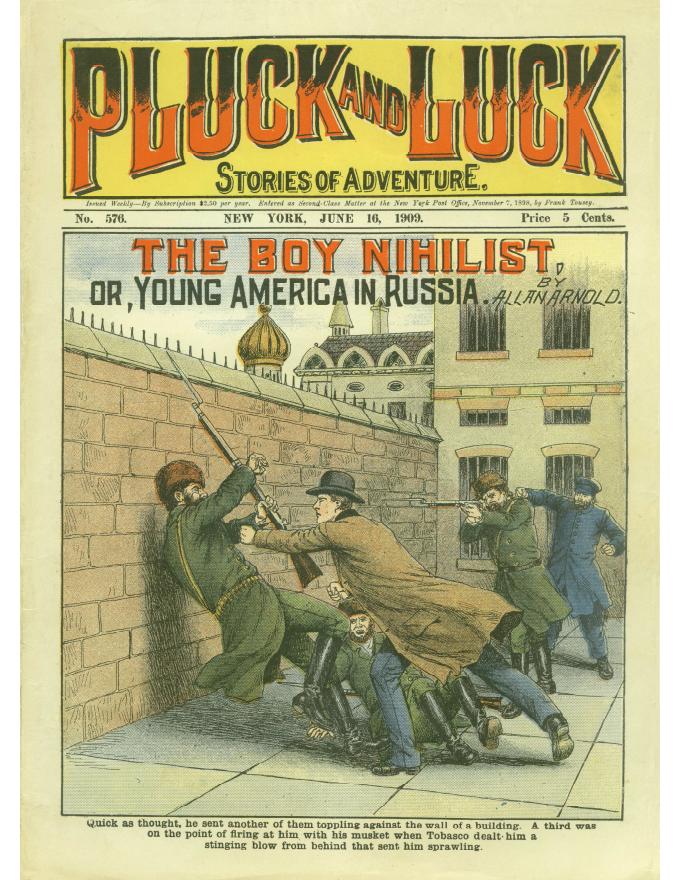 PLUCK AND LUCK
STORIES OF ADVENTURE.
Issued Weekly—By Subscription $2.50 per year. Entered as Second-Class Matter at the New York Post Office, November 7, 1898, by Frank Tousey.
No. 576. NEW YORK, JUNE 16, 1909. Price 5 Cents.
THE BOY NIHILIST;
OR, YOUNG AMERICA IN RUSSIA. BY ALLAN ARNOLD.
Quick as thought, he sent another of them toppling against the wall of a building. A third was
on the point of firing at him with his musket when Tobasco dealt him a
stinging blow from behind that sent him sprawling.